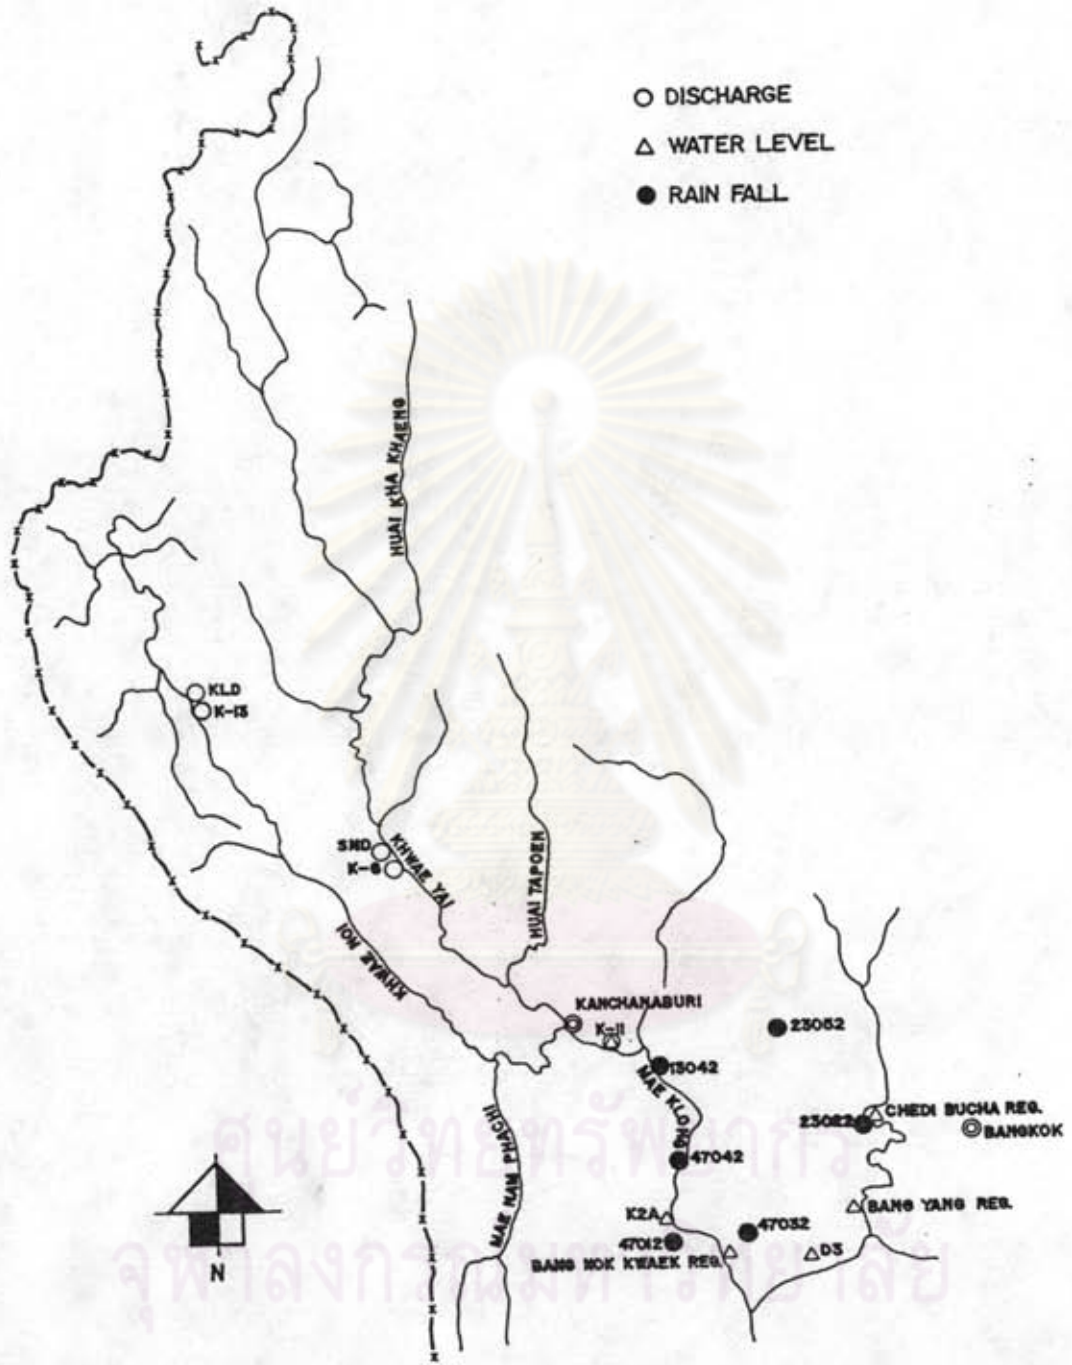 DISCHARGE
WATER LEVEL
RAIN FALL
HUAI KHA KHAENG
KLD
K-13
SND
K-6
KHWAE YAI
HUAI TAPOEN
KHWAE NOI
KANCHANABURI
K-11
23052
13042
MAE KLONG
CHEDI BUCHA REG.
23022
BANGKOK
47042
MAE NAM PHACHI
BANG YANG REG.
K2A
47032
47012
D3
BANG NOK KWAEK REG.
N
ศูนย์วิทยทรัพยากร
จุฬาลงกรณ์มหาวิทยาลัย